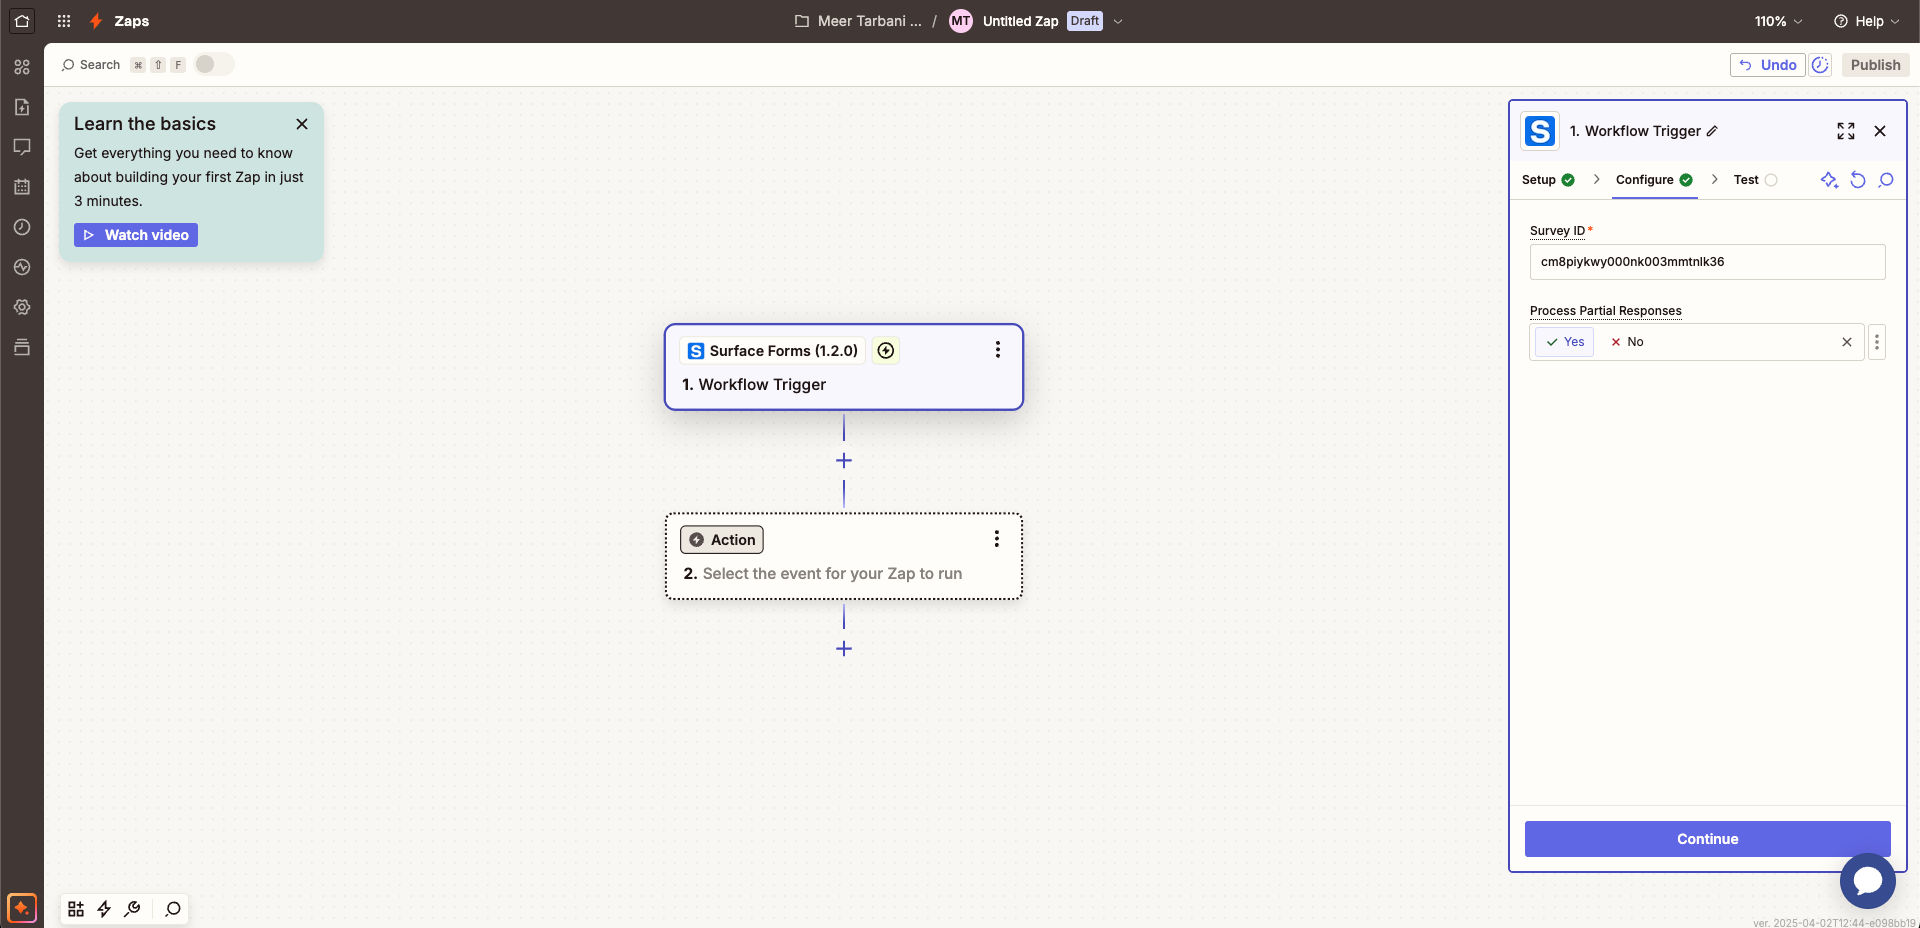 Zaps
Meer Tarbani ... / MT Untitled Zap Draft
110%
Help
Search ⌘ ⇧ F
Undo
Publish
Learn the basics
Get everything you need to know
about building your first Zap in just
3 minutes.
Watch video
S Surface Forms (1.2.0)
1. Workflow Trigger
Action
2. Select the event for your Zap to run
S 1. Workflow Trigger
Setup
Configure
Test
Survey ID*
cm8piykwy000nk003mmtnlk36
Process Partial Responses
Yes
No
Continue
ver. 2025-04-02T12:44-e098bb19